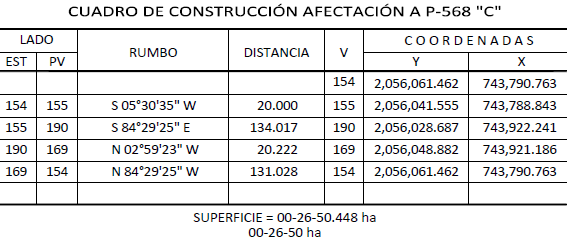 CUADRO DE CONSTRUCCIÓN AFECTACIÓN A P-568 "C"
LADO RUMBO DISTANCIA V COORDENADAS
EST PV Y X
154 2,056,061.462 743,790.763
154 155 S 05°30'35" W 20.000 155 2,056,041.555 743,788.843
155 190 S 84°29'25" E 134.017 190 2,056,028.687 743,922.241
190 169 N 02°59'23" W 20.222 169 2,056,048.882 743,921.186
169 154 N 84°29'25" W 131.028 154 2,056,061.462 743,790.763
SUPERFICIE = 00-26-50.448 ha
00-26-50 ha